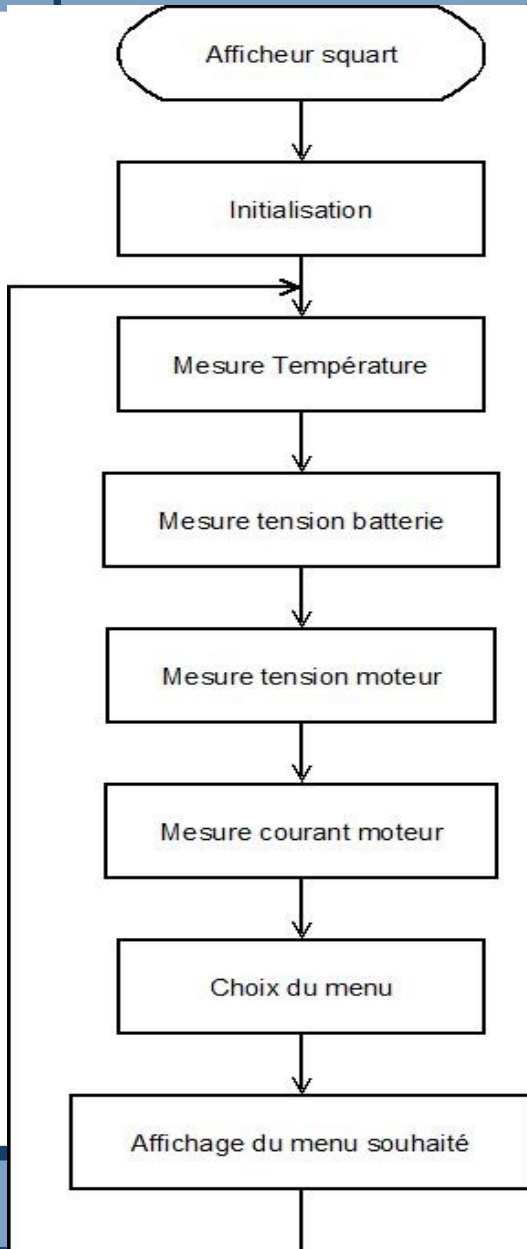 Afficheur squart
Initialisation
Mesure Température
Mesure tension batterie
Mesure tension moteur
Mesure courant moteur
Choix du menu
Affichage du menu souhaité